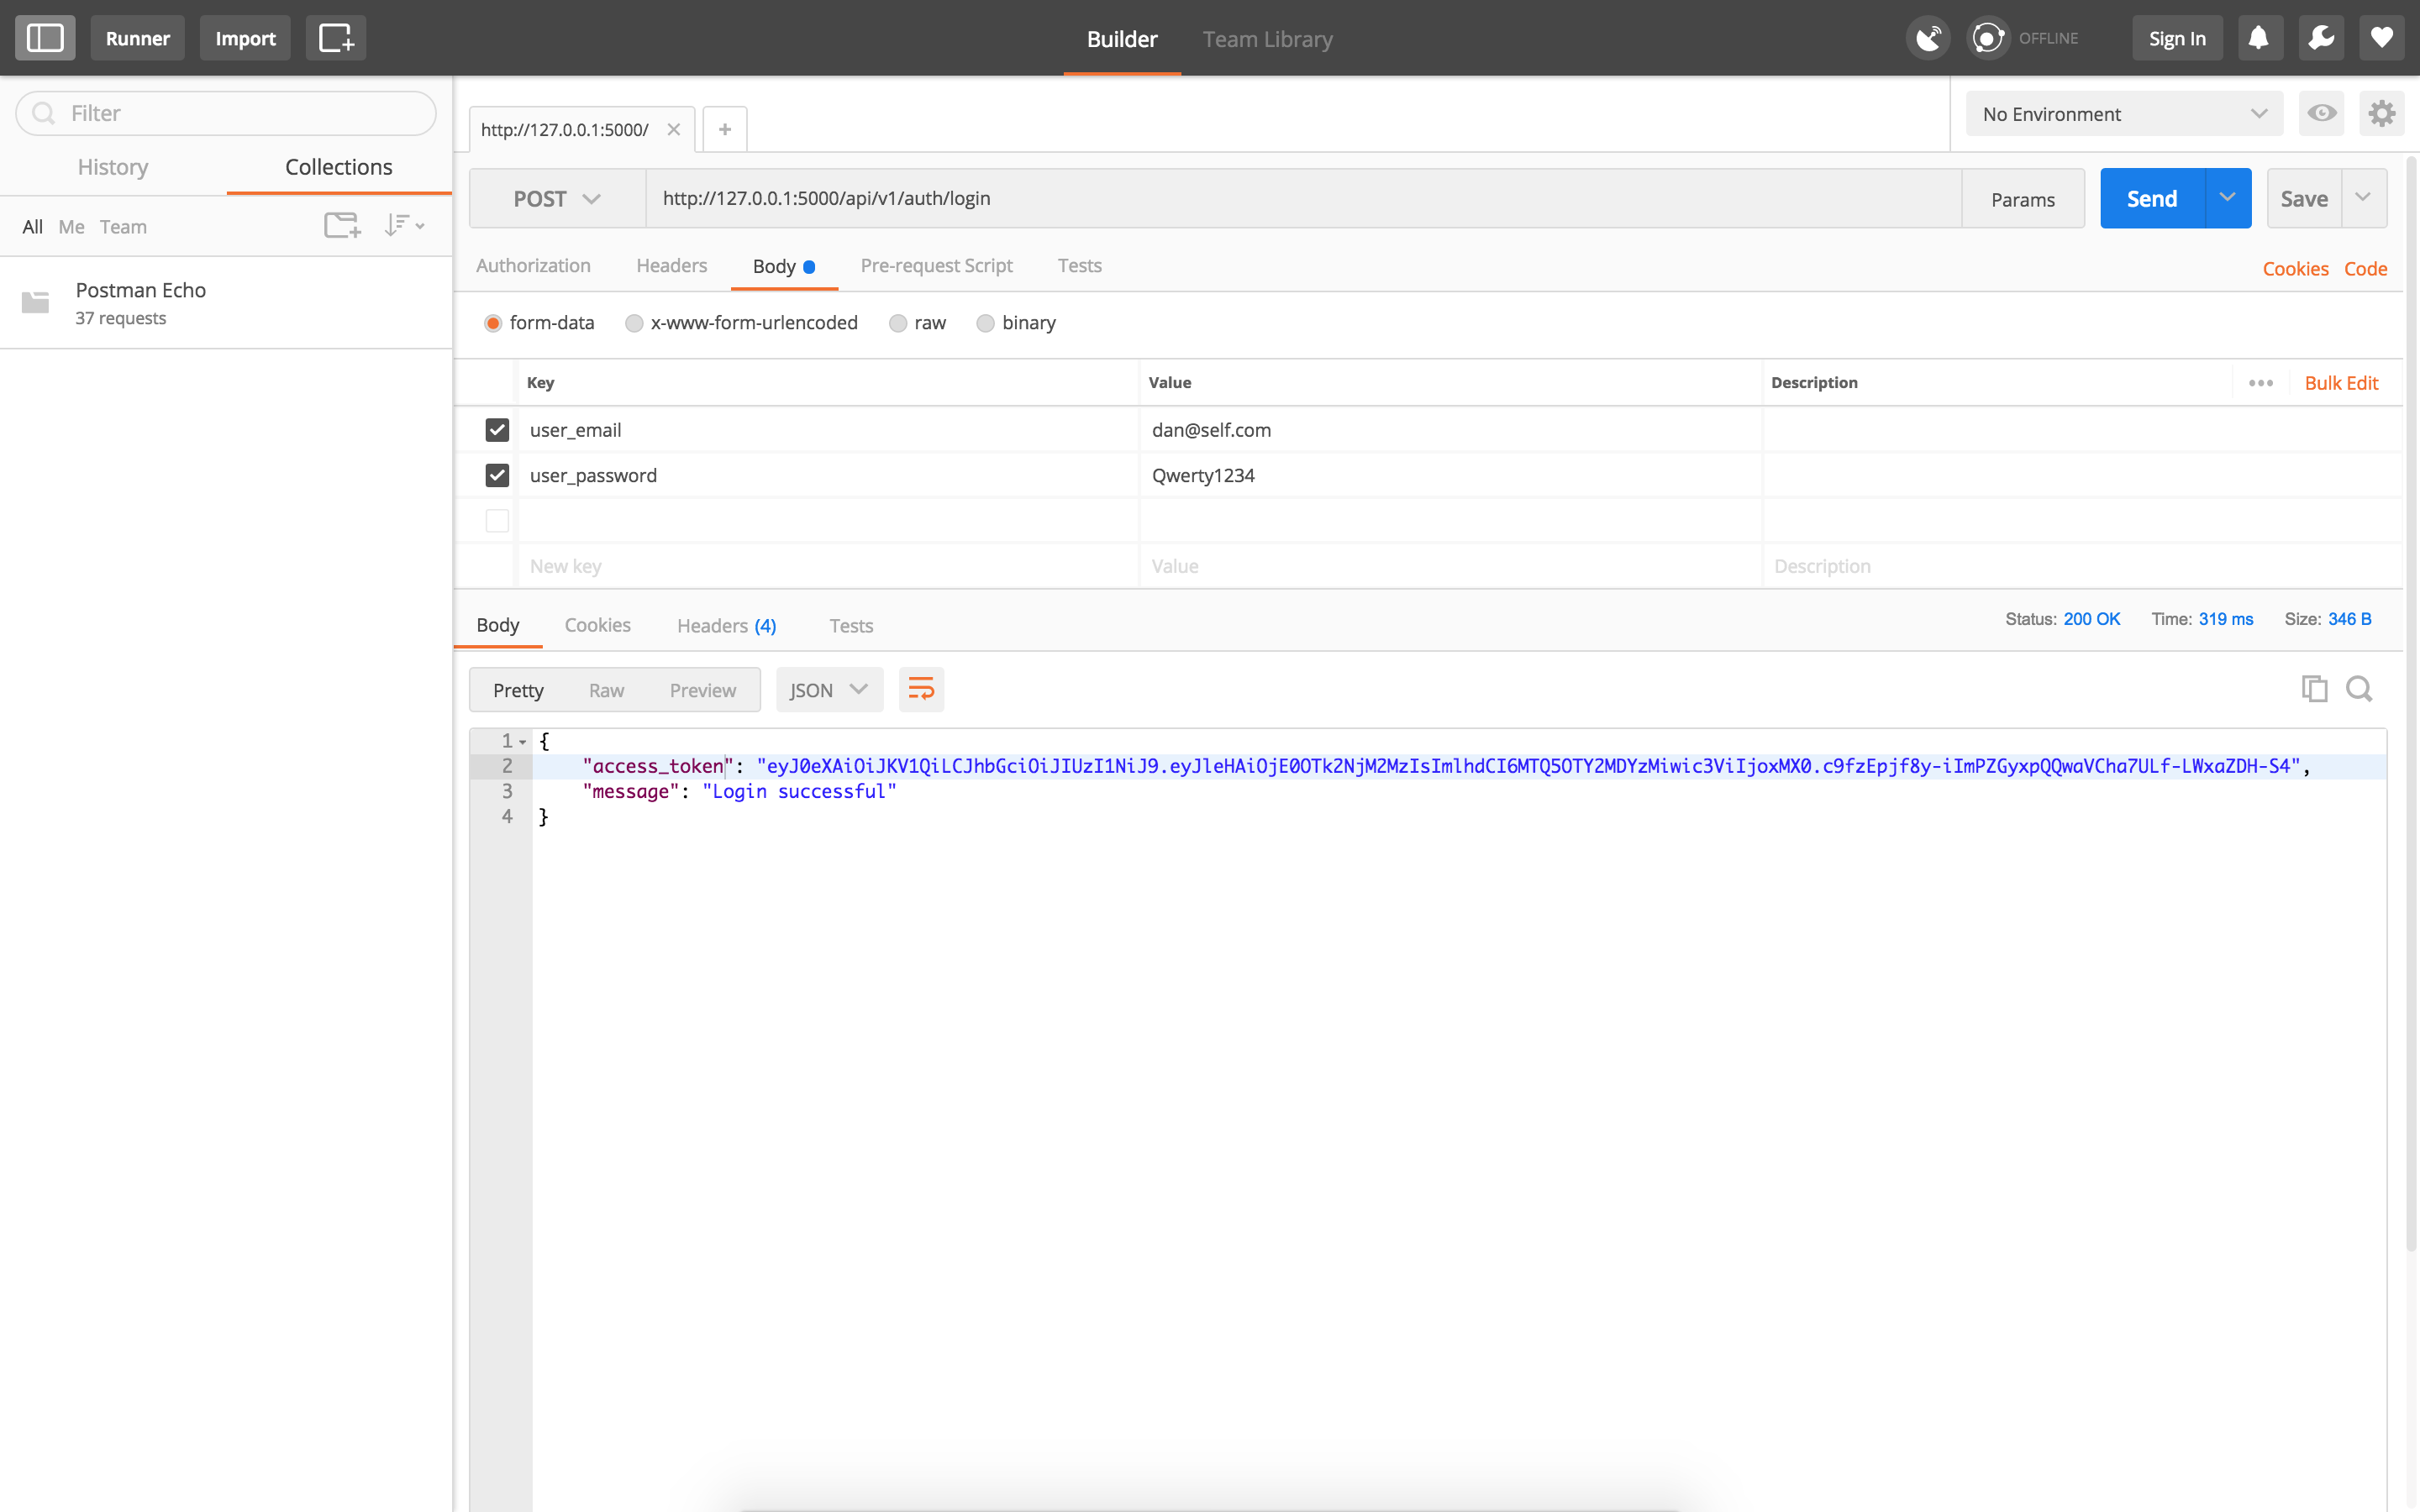 Runner Import Builder Team Library OFFLINE Sign In
Filter
History Collections
All Me Team
Postman Echo
37 requests
http://127.0.0.1:5000/ No Environment
POST http://127.0.0.1:5000/api/v1/auth/login Params Send Save
Authorization Headers Body Pre-request Script Tests Cookies Code
form-data x-www-form-urlencoded raw binary
Key Value Description Bulk Edit
user_email dan@self.com
user_password Qwerty1234
New key Value Description
Body Cookies Headers (4) Tests Status: 200 OK Time: 319 ms Size: 346 B
Pretty Raw Preview JSON
1 {
2 "access_token": "eyJ0eXAiOiJKV1QiLCJhbGciOiJIUzI1NiJ9.eyJleHAiOjE0OTk2NjM2MzIsImlhdCI6MTQ5OTY2MDYzMiwic3ViIjoxMX0.c9fzEpjf8y-iImPZGyxpQQwaVCha7ULf-LWxaZDH-S4",
3 "message": "Login successful"
4 }